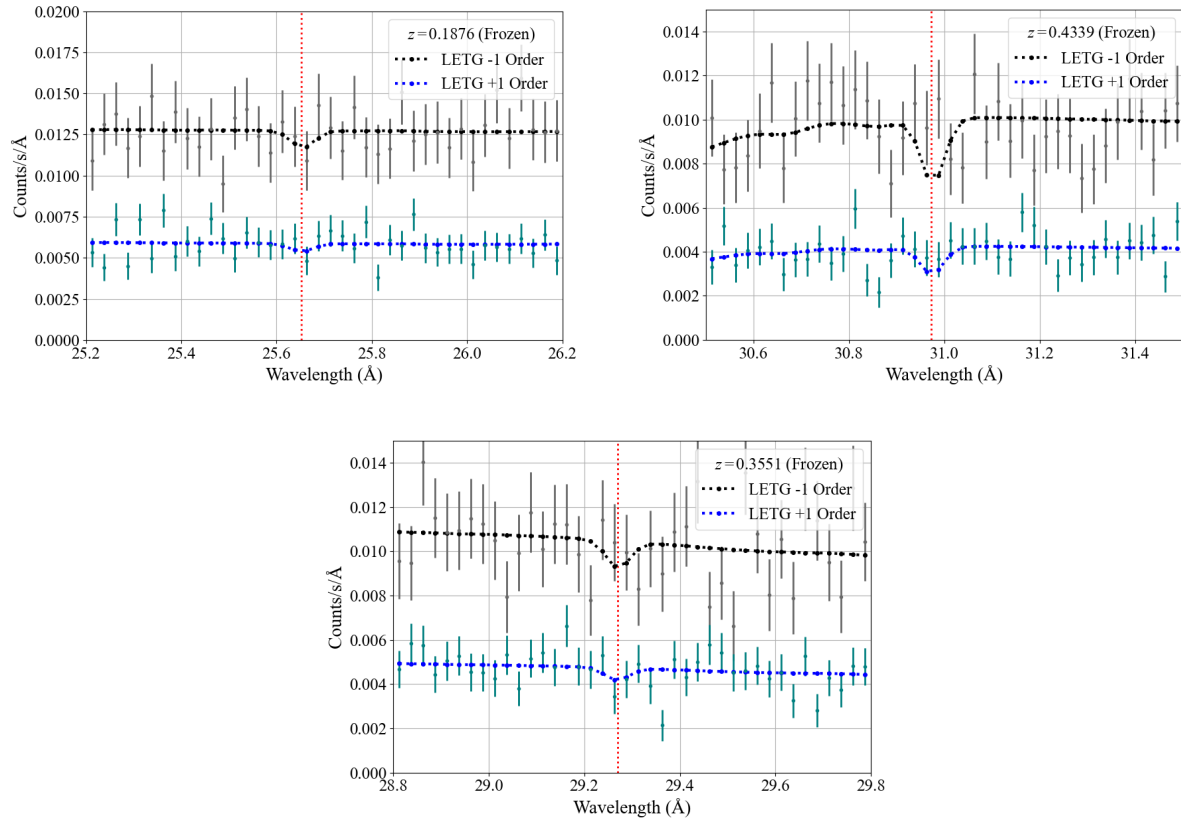 z=0.1876 (Frozen)
LETG -1 Order
LETG +1 Order
0.0200
0.0175
0.0150
0.0125
0.0100
0.0075
0.0050
0.0025
0.0000
Counts/s/Å
25.2 25.4 25.6 25.8 26.0 26.2
Wavelength (Å)
z=0.4339 (Frozen)
LETG -1 Order
LETG +1 Order
0.014
0.012
0.010
0.008
0.006
0.004
0.002
0.000
Counts/s/Å
30.6 30.8 31.0 31.2 31.4
Wavelength (Å)
z=0.3551 (Frozen)
LETG -1 Order
LETG +1 Order
0.014
0.012
0.010
0.008
0.006
0.004
0.002
0.000
Counts/s/Å
28.8 29.0 29.2 29.4 29.6 29.8
Wavelength (Å)